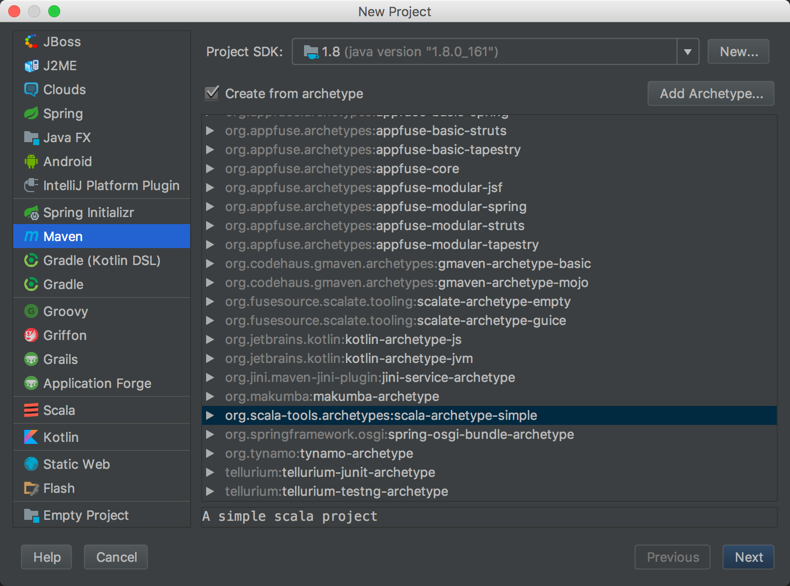 New Project
JBoss
J2ME
Clouds
Spring
Java FX
Android
IntelliJ Platform Plugin
Spring Initializr
Maven
Gradle (Kotlin DSL)
Gradle
Groovy
Griffon
Grails
Application Forge
Scala
Kotlin
Static Web
Flash
Empty Project
Project SDK: 1.8 (java version "1.8.0_161") New...
Create from archetype Add Archetype...
org.appfuse.archetypes:appfuse-basic-spring
org.appfuse.archetypes:appfuse-basic-struts
org.appfuse.archetypes:appfuse-basic-tapestry
org.appfuse.archetypes:appfuse-core
org.appfuse.archetypes:appfuse-modular-jsf
org.appfuse.archetypes:appfuse-modular-spring
org.appfuse.archetypes:appfuse-modular-struts
org.appfuse.archetypes:appfuse-modular-tapestry
org.codehaus.gmaven.archetypes:gmaven-archetype-basic
org.codehaus.gmaven.archetypes:gmaven-archetype-mojo
org.fusesource.scalate.tooling:scalate-archetype-empty
org.fusesource.scalate.tooling:scalate-archetype-guice
org.jetbrains.kotlin:kotlin-archetype-js
org.jetbrains.kotlin:kotlin-archetype-jvm
org.jini.maven-jini-plugin:jini-service-archetype
org.makumba:makumba-archetype
org.scala-tools.archetypes:scala-archetype-simple
org.springframework.osgi:spring-osgi-bundle-archetype
org.tynamo:tynamo-archetype
tellurium:tellurium-junit-archetype
tellurium:tellurium-testng-archetype
A simple scala project
Help Cancel Previous Next